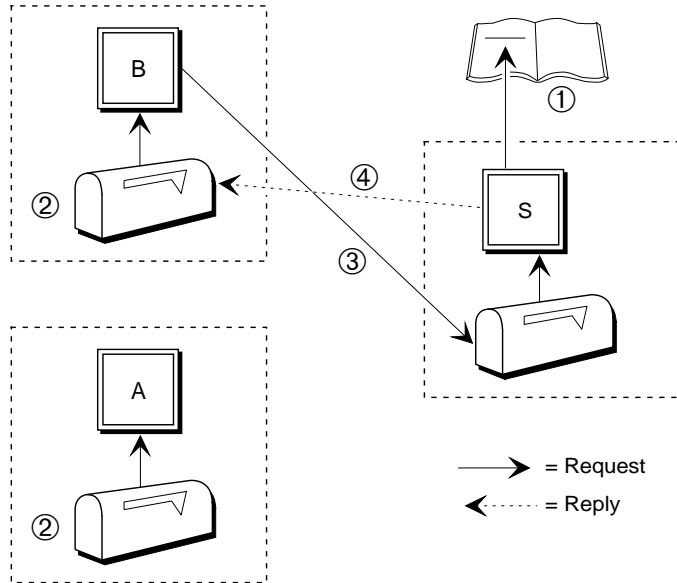 B
①
④
②
S
③
A
= Request
②
= Reply